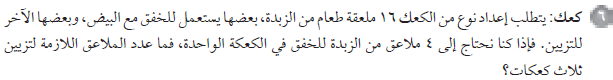 ٦ كعك: يتطلب إعداد نوع من الكعك ١٦ ملعقة طعام من الزبدة، بعضها يستعمل للخفق مع البيض، وبعضها الآخر
للتزيين. فإذا كنا نحتاج إلى ٤ ملاعق من الزبدة للخفق في الكعكة الواحدة، فما عدد الملاعق اللازمة لتزيين
ثلاث كعكات؟